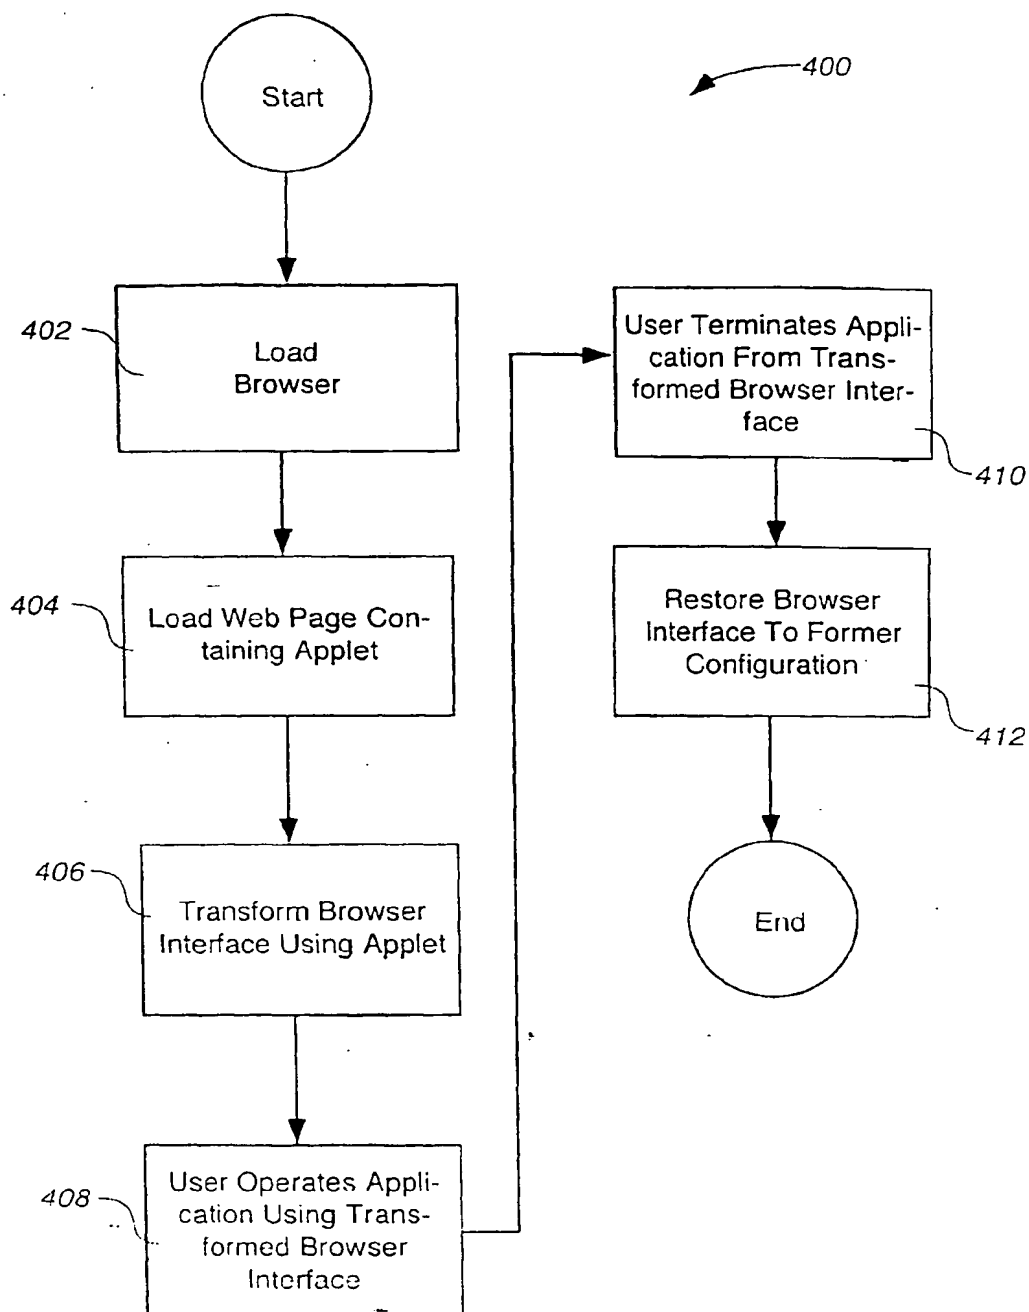 Start
400
402
Load
Browser
404
Load Web Page Con-
taining Applet
406
Transform Browser
Interface Using Applet
408
User Operates Appli-
cation Using Trans-
formed Browser
Interface
User Terminates Appli-
cation From Trans-
formed Browser Inter-
face
410
Restore Browser
Interface To Former
Configuration
412
End